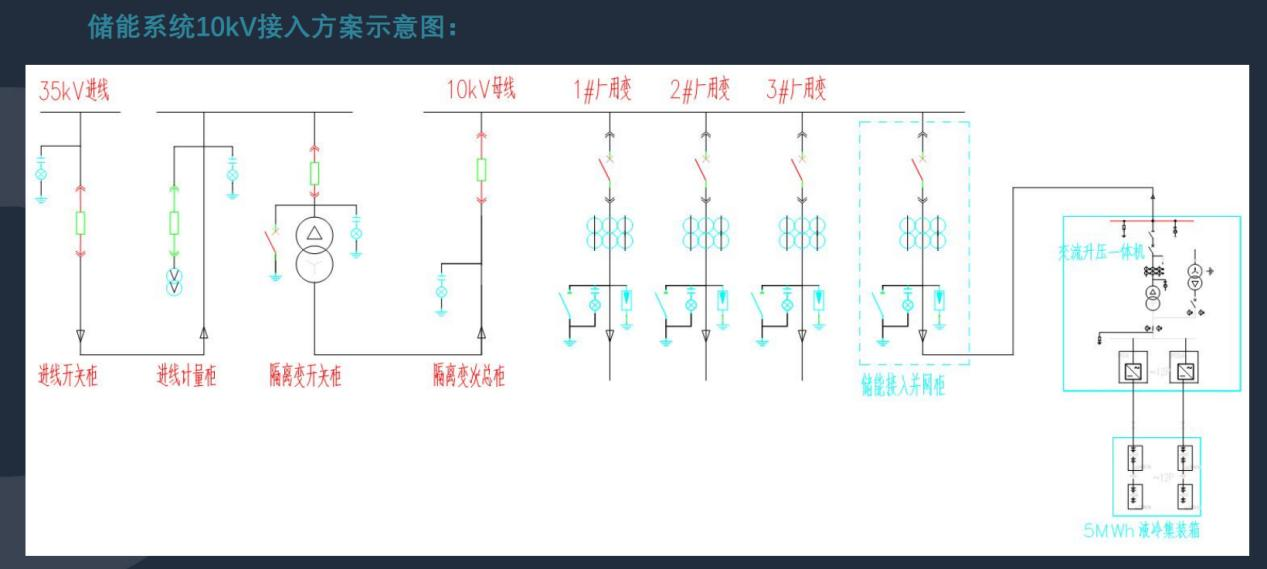 储能系统10kV接入方案示意图：
35kV进线
10kV母线
1#厂用变
2#厂用变
3#厂用变
交流升压一体机
进线开关柜
进线计量柜
隔离变开关柜
隔离变次总柜
储能接入并网柜
~12P
5MWh 液冷集装箱